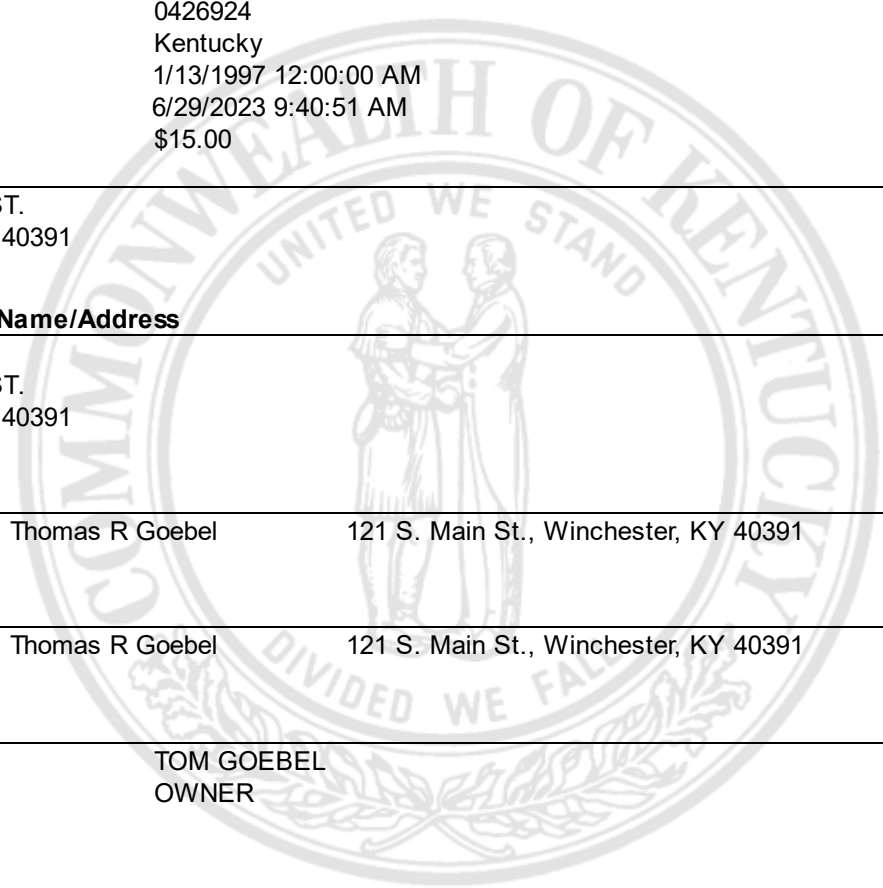 0426924
Kentucky
1/13/1997 12:00:00 AM
6/29/2023 9:40:51 AM
$15.00
ST.
40391
Name/Address
ST.
40391
Thomas R Goebel 121 S. Main St., Winchester, KY 40391
Thomas R Goebel 121 S. Main St., Winchester, KY 40391
TOM GOEBEL
OWNER
COMMONWEALTH OF KENTUCKY
UNITED WE STAND
DIVIDED WE FALL